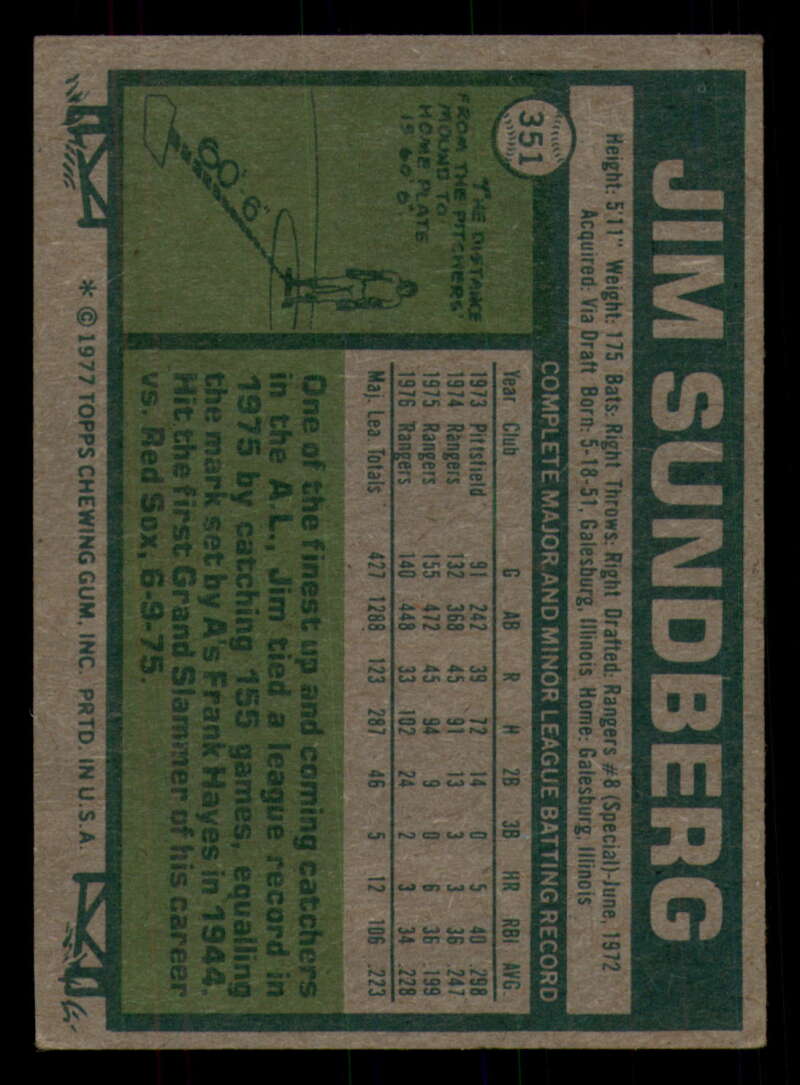 351
JIM SUNDBERG
Height: 5'11" Weight: 175 Bats: Right Throws: Right Drafted: Rangers #8 (Special)-June, 1972
Acquired: Via Draft Born: 5-18-51, Galesburg, Illinois Home: Galesburg, Illinois
COMPLETE MAJOR AND MINOR LEAGUE BATTING RECORD
Year Club G AB R H 2B 3B HR RBI AVG.
1973 Pittsfield 91 242 39 72 14 0 5 40 .298
1974 Rangers 132 368 45 91 13 3 3 36 .247
1975 Rangers 155 472 45 94 9 0 6 36 .199
1976 Rangers 140 448 33 102 24 2 3 34 .228
Maj. Lea Totals 427 1288 123 287 46 5 12 106 .223
THE DISTANCE
FROM THE PITCHERS
MOUND TO
HOME PLATE
IS 60' 6"
60'-6"
One of the finest up and coming catchers
in the A.L., Jim tied a league record in
1975 by catching 155 games, equalling
the mark set by A's Frank Hayes in 1944.
Hit the first Grand Slammer of his career
vs. Red Sox, 6-9-75.
* © 1977 TOPPS CHEWING GUM, INC. PRTD. IN U.S.A.